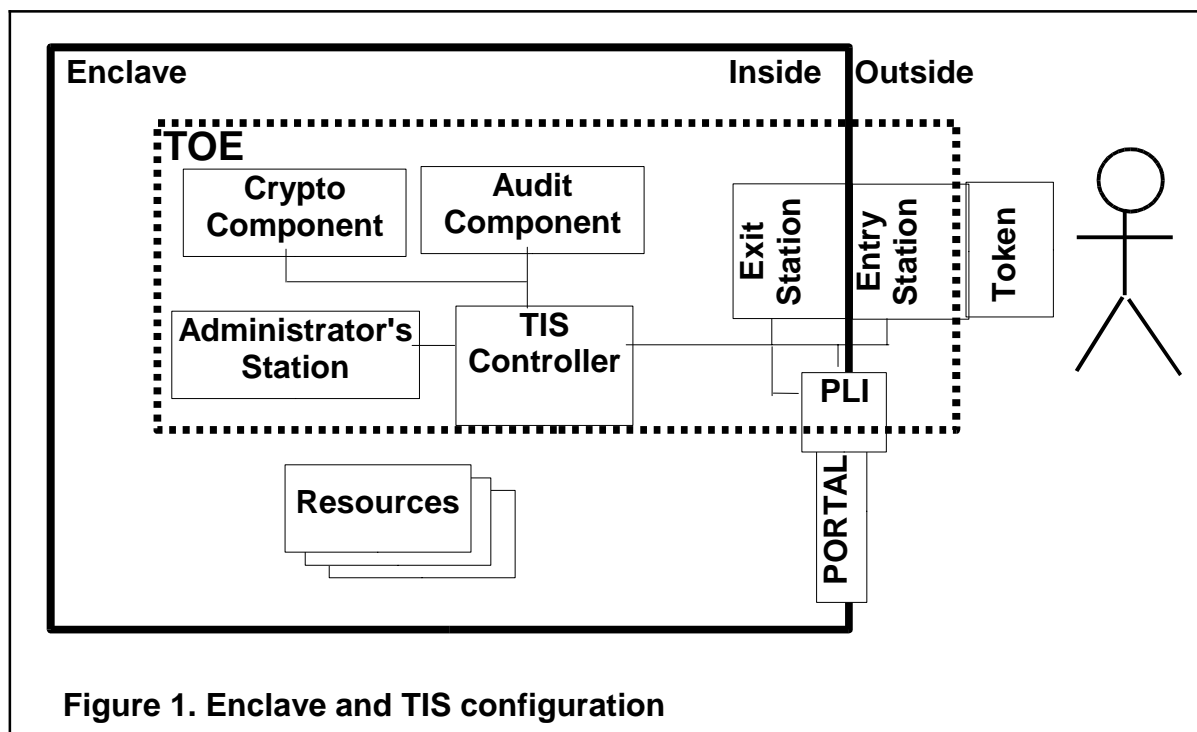 Enclave
Inside
Outside
TOE
Crypto
Component
Audit
Component
Exit
Station
Entry
Station
Token
Administrator's
Station
TIS
Controller
PLI
Resources
PORTAL
Figure 1. Enclave and TIS configuration